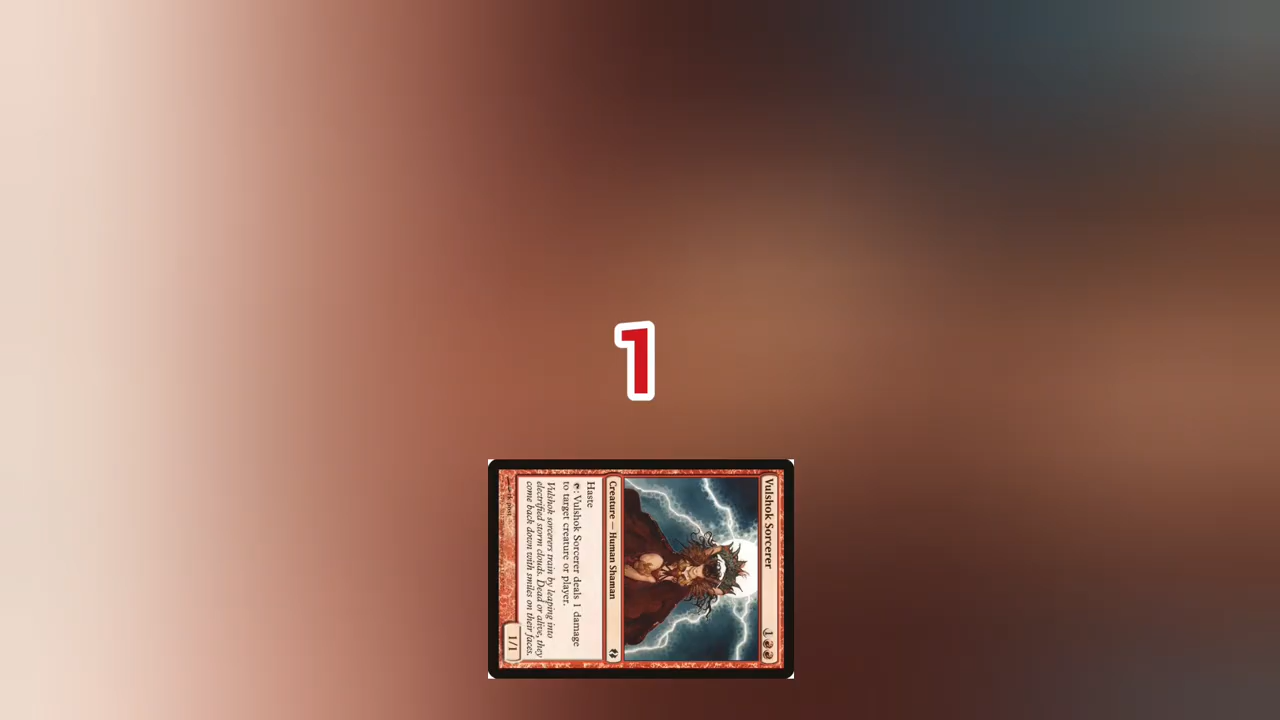 1
Vulshok Sorcerer
Creature — Human Shaman
Haste
: Vulshok Sorcerer deals 1 damage
to target creature or player.
Vulshok sorcerers train by leaping into
electrified storm clouds. Dead or alive, they
come back down with smiles on their faces.
1/1